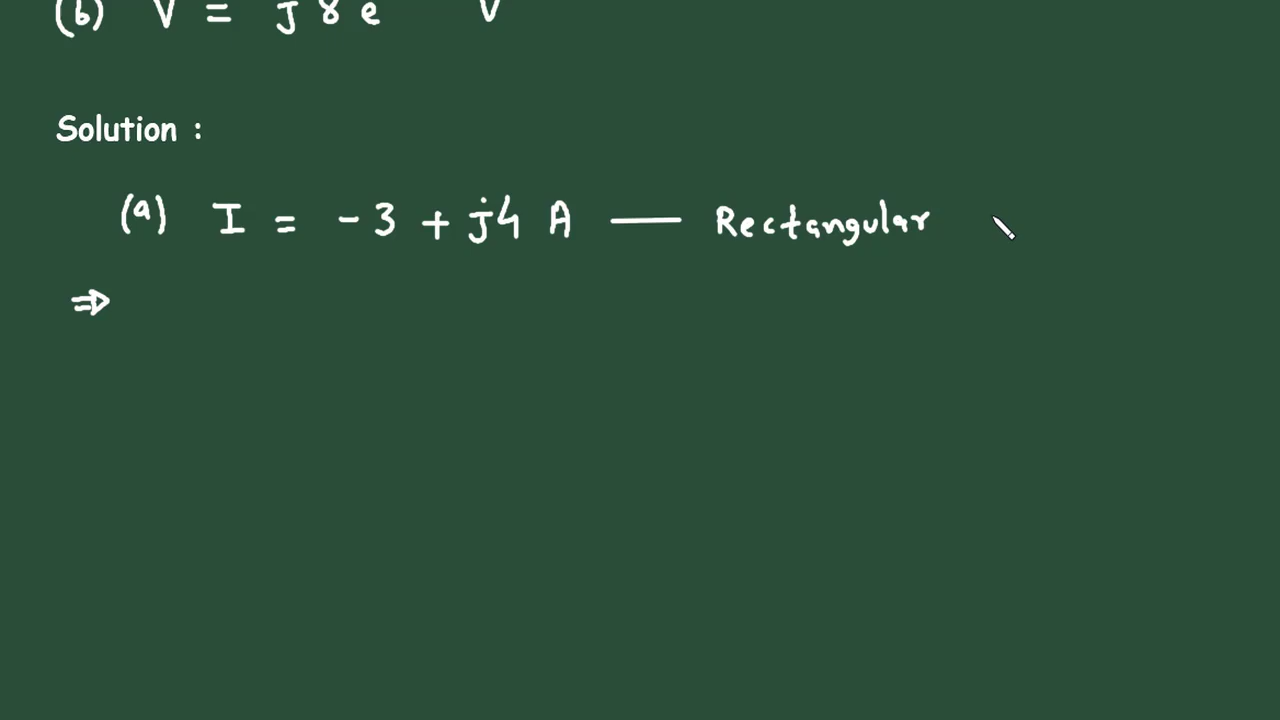 (b) V = j 8 e V
Solution :
(a) I = - 3 + j4 A — Rectangular
⇒